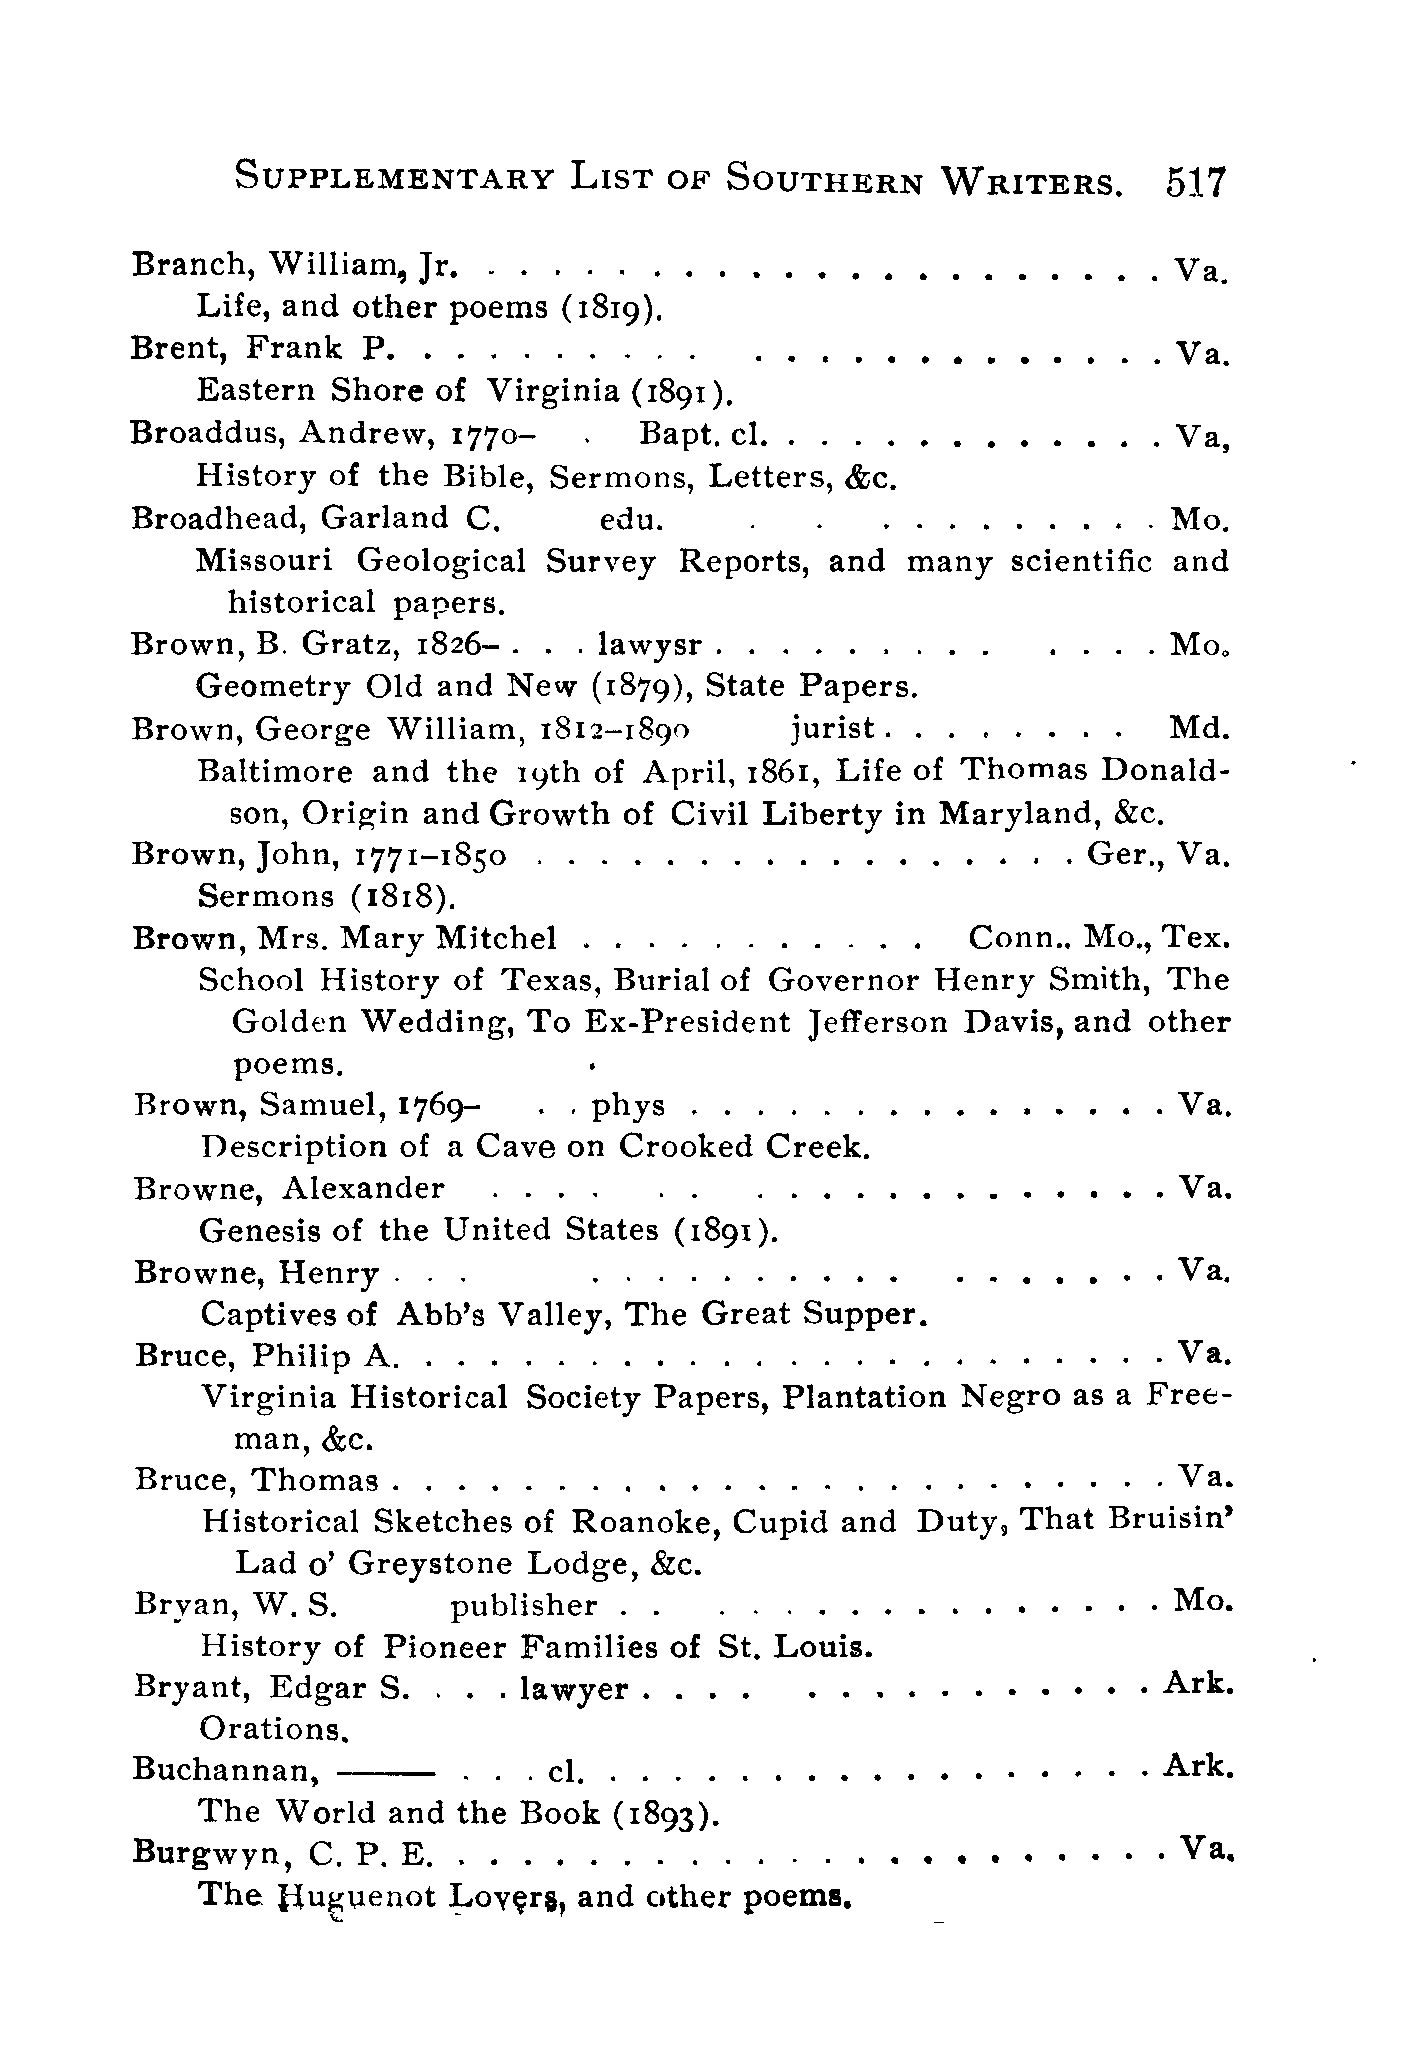 SUPPLEMENTARY LIST OF SOUTHERN WRITERS. 517
Branch, William, Jr. . . . . . . . . . . . . . . . . . . . . . Va.
Life, and other poems (1819).
Brent, Frank P. . . . . . . . . . . . . . . . . . . . . . . . Va.
Eastern Shore of Virginia (1891).
Broaddus, Andrew, 1770– . Bapt. cl. . . . . . . . . . . . . Va,
History of the Bible, Sermons, Letters, &c.
Broadhead, Garland C. edu. . . . . . . . . . . . Mo.
Missouri Geological Survey Reports, and many scientific and
historical papers.
Brown, B. Gratz, 1826– . . . lawysr . . . . . . . . . . . . . Mo.
Geometry Old and New (1879), State Papers.
Brown, George William, 1812–1890 jurist . . . . . . . . Md.
Baltimore and the 19th of April, 1861, Life of Thomas Donald-
son, Origin and Growth of Civil Liberty in Maryland, &c.
Brown, John, 1771–1850 . . . . . . . . . . . . . . . . . Ger., Va.
Sermons (1818).
Brown, Mrs. Mary Mitchel . . . . . . . . . . . Conn.. Mo., Tex.
School History of Texas, Burial of Governor Henry Smith, The
Golden Wedding, To Ex-President Jefferson Davis, and other
poems.
Brown, Samuel, 1769– . . phys . . . . . . . . . . . . . . . Va.
Description of a Cave on Crooked Creek.
Browne, Alexander . . . . . . . . . . . . . . . . . . . Va.
Genesis of the United States (1891).
Browne, Henry . . . . . . . . . . . . . . . . . . . . Va.
Captives of Abb's Valley, The Great Supper.
Bruce, Philip A. . . . . . . . . . . . . . . . . . . . . . . . Va.
Virginia Historical Society Papers, Plantation Negro as a Free-
man, &c.
Bruce, Thomas . . . . . . . . . . . . . . . . . . . . . . . . Va.
Historical Sketches of Roanoke, Cupid and Duty, That Bruisin'
Lad o' Greystone Lodge, &c.
Bryan, W. S. publisher . . . . . . . . . . . . . . . . Mo.
History of Pioneer Families of St. Louis.
Bryant, Edgar S. . . . . lawyer . . . . . . . . . . . . . . . Ark.
Orations.
Buchannan, —— . . . cl. . . . . . . . . . . . . . . . . . . Ark.
The World and the Book (1893).
Burgwyn, C. P. E. . . . . . . . . . . . . . . . . . . . . . . Va.
The Huguenot Lovers, and other poems.